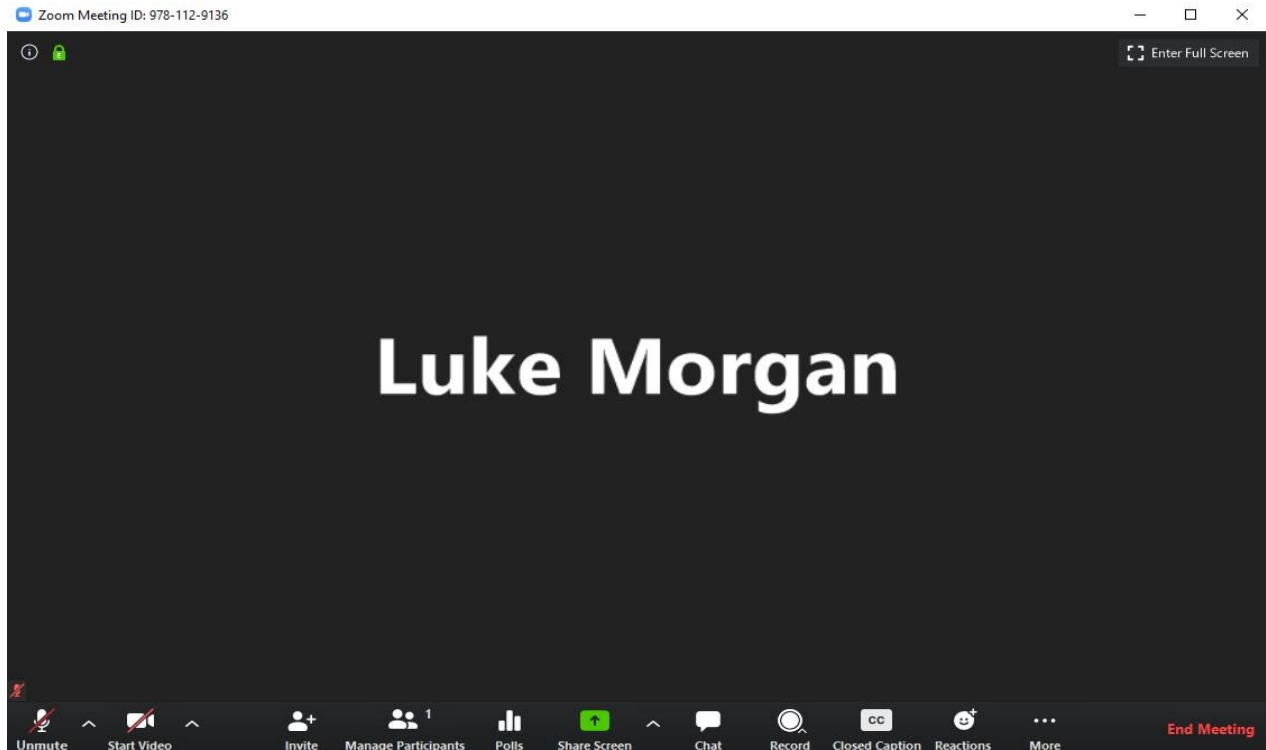 Zoom Meeting ID: 978-112-9136
Enter Full Screen
Luke Morgan
1
CC
Unmute Start Video Invite Manage Participants Polls Share Screen Chat Record Closed Caption Reactions More End Meeting